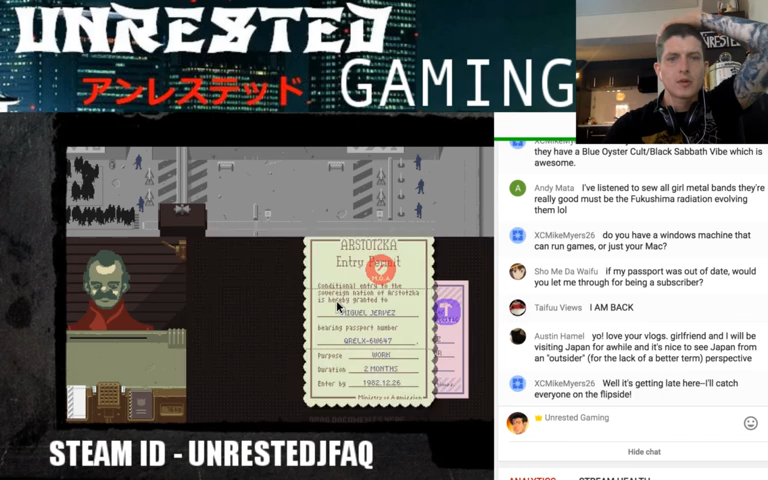 UNRESTED
アンレステッド
GAMING
ARSTOTZKA
Entry Permit
M.O.A
Conditional entry to the
sovereign nation of Arstotzka
is hereby granted to
MIGUEL JERVEZ
bearing passport number
QRELX-6W647
Purpose WORK
Duration 2 MONTHS
Enter by 1982.12.26
Ministry of Admission
STEAM ID - UNRESTEDJFAQ
they have a Blue Oyster Cult/Black Sabbath Vibe which is
awesome.
A
Andy Mata I've listened to sew all girl metal bands they're
really good must be the Fukushima radiation evolving
them lol
XCMikeMyers26 do you have a windows machine that
can run games, or just your Mac?
Sho Me Da Waifu if my passport was out of date, would
you let me through for being a subscriber?
Taifuu Views I AM BACK
Austin Hamel yo! love your vlogs. girlfriend and I will be
visiting Japan for awhile and it's nice to see Japan from
an "outsider" (for the lack of a better term) perspective
XCMikeMyers26 Well it's getting late here--I'll catch
everyone on the flipside!
Unrested Gaming
Hide chat
ANALYTICS STREAM HEALTH